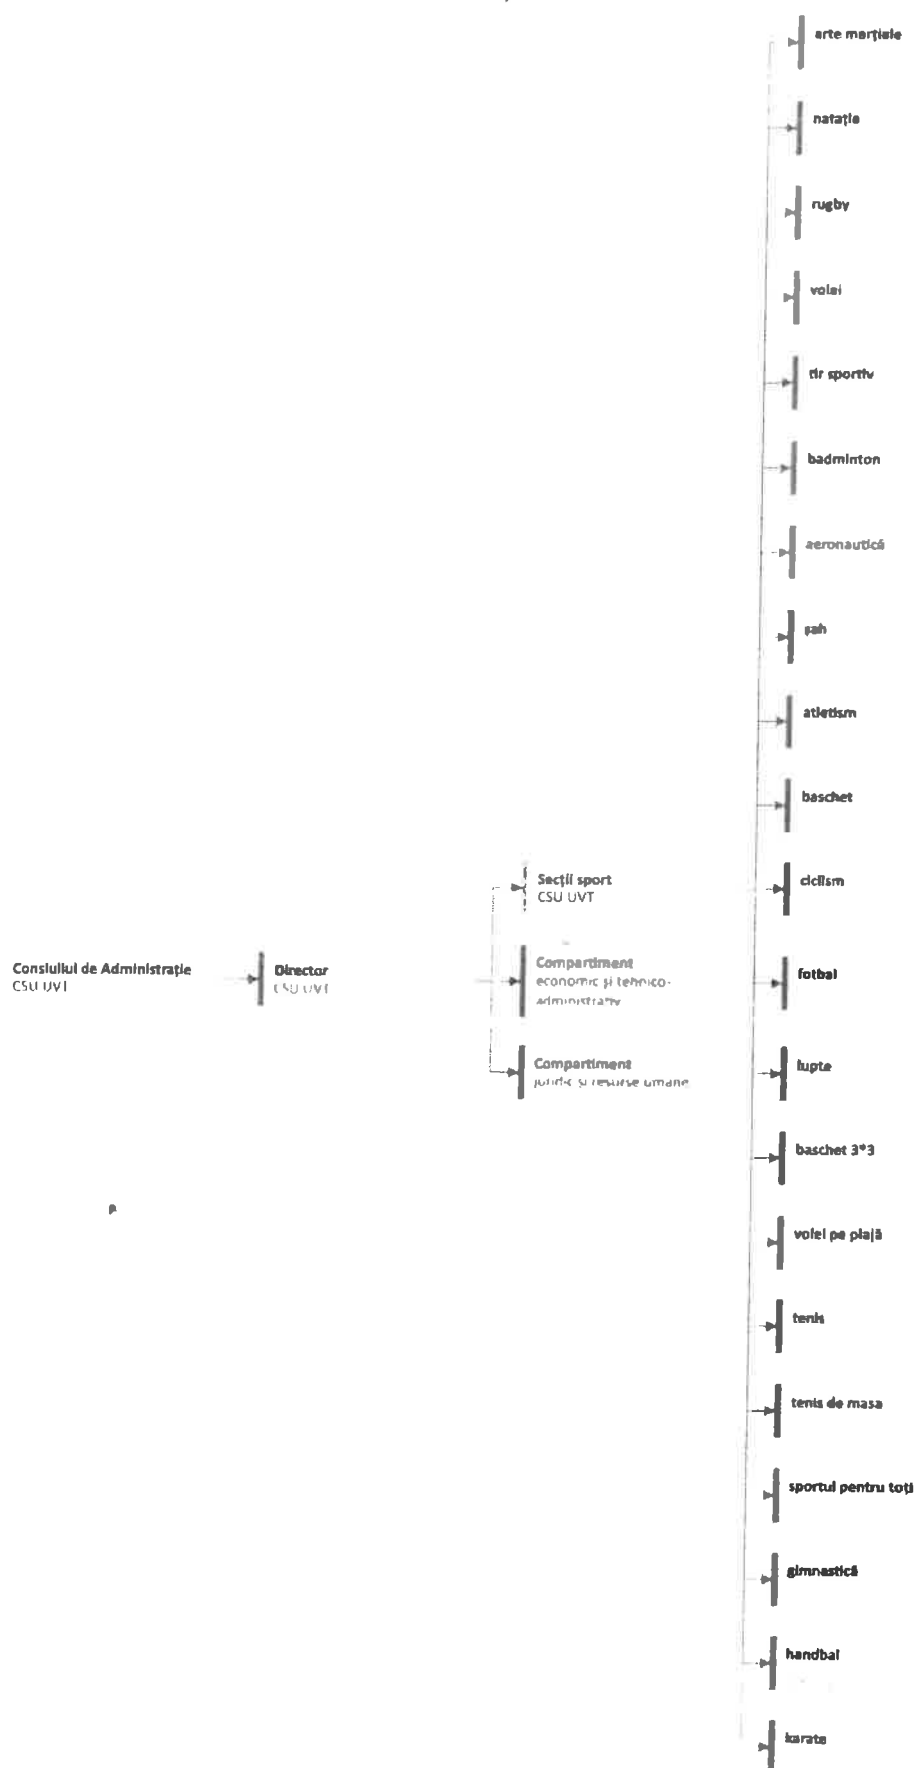 Consiului de Administrație
CSU UVT
Director
CSU UVT
Secții sport
CSU UVT
Compartiment
economic și tehnico-
administrativ
Compartiment
juridic și resurse umane
arte marțiale
natație
rugby
volei
tir sportiv
badminton
aeronautică
șah
atletism
baschet
ciclism
fotbal
lupte
baschet 3*3
volei pe plajă
tenis
tenis de masa
sportul pentru toți
gimnastică
handbal
karate